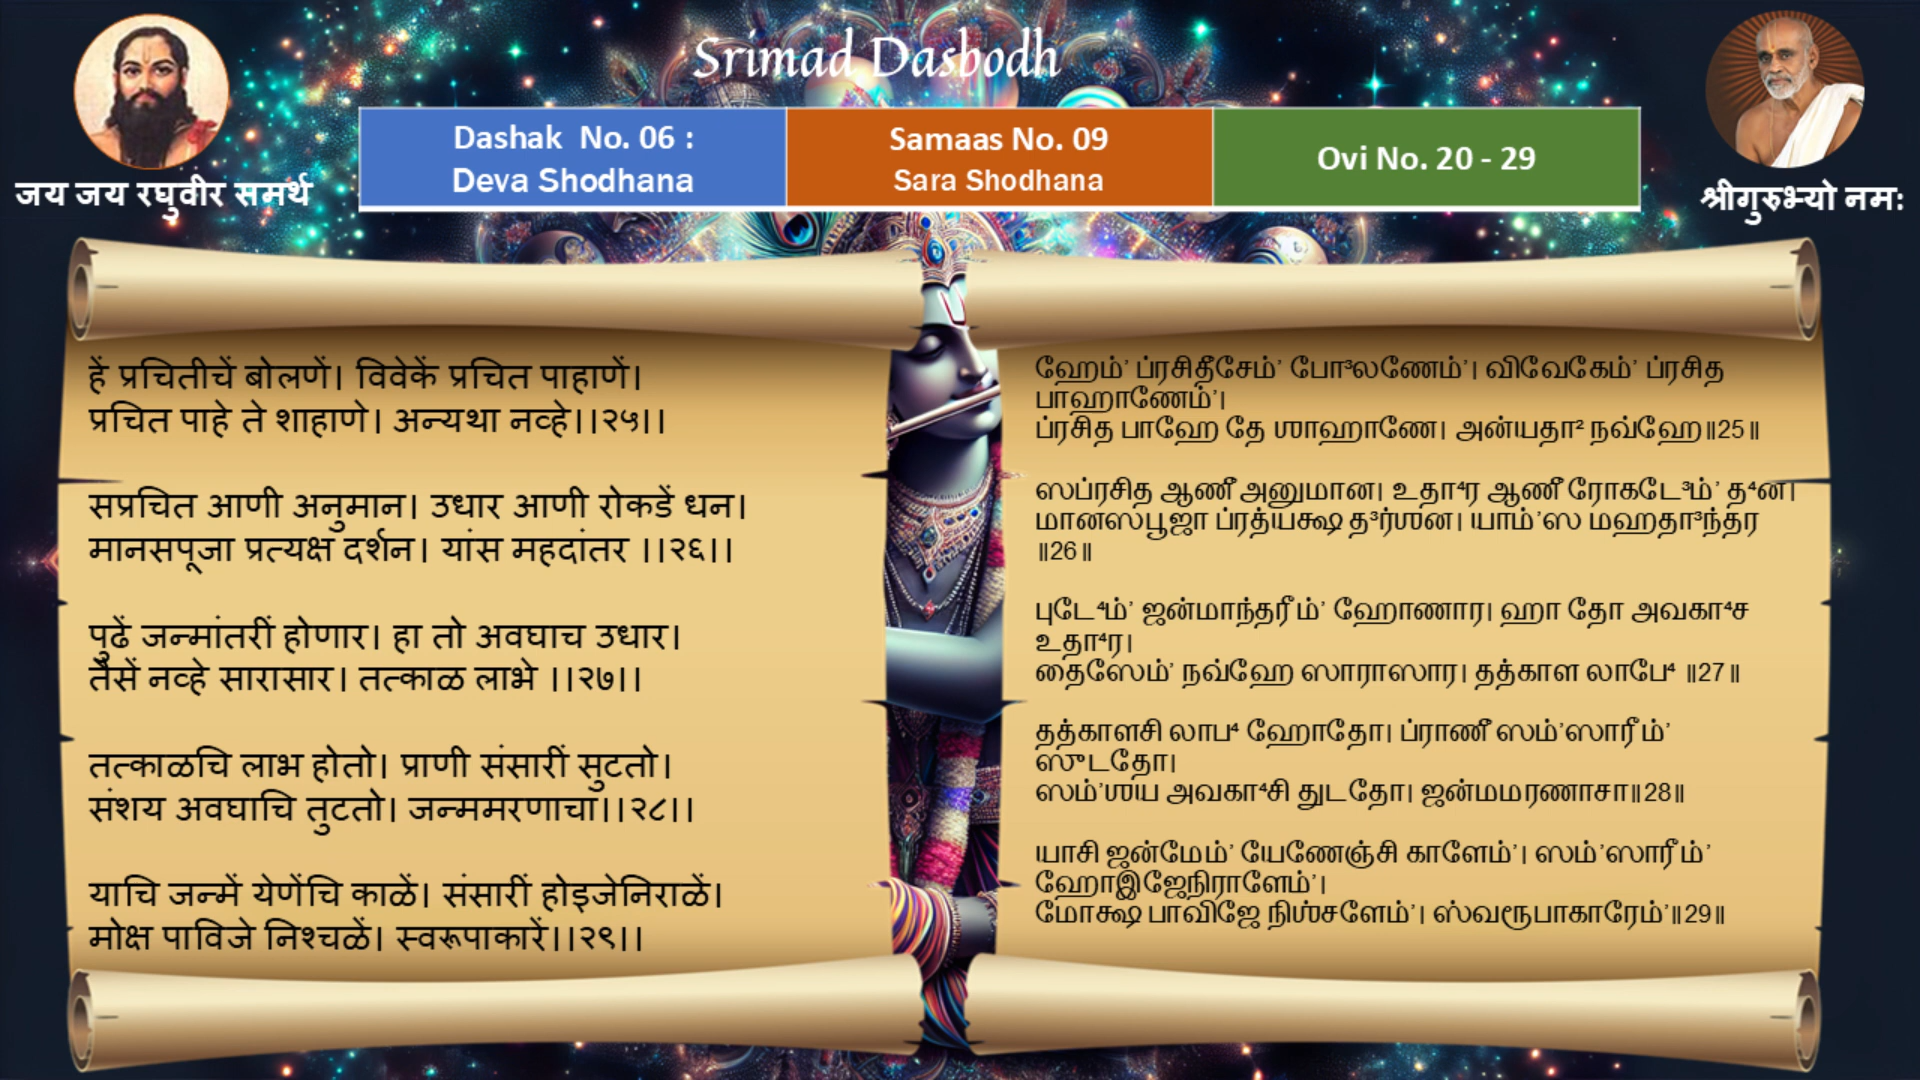 Srimad Dasbodh
Dashak No. 06 :
Deva Shodhana
Samaas No. 09
Sara Shodhana
Ovi No. 20 - 29
जय जय रघुवीर समर्थ
श्रीगुरुभ्यो नमः
हें प्रचितीचें बोलणें। विवेकें प्रचित पाहाणें।
प्रचित पाहे ते शाहाणे। अन्यथा नव्हे।।२५।।
सप्रचित आणी अनुमान। उधार आणी रोकडें धन।
मानसपूजा प्रत्यक्ष दर्शन। यांस महदांतर ।।२६।।
पुढें जन्मांतरीं होणार। हा तो अवघाच उधार।
तैसें नव्हे सारासार। तत्काळ लाभे ।।२७।।
तत्काळचि लाभ होतो। प्राणी संसारीं सुटतो।
संशय अवघाचि तुटतो। जन्ममरणाचा।।२८।।
याचि जन्में येणेंचि काळें। संसारीं होइजेनिराळें।
मोक्ष पाविजे निश्चळें। स्वरूपाकारें।।२९।।
ஹேம்ʼ ப்ரசிதீசேம்ʼ போ³லணேம்ʼ। விவேகேம்ʼ ப்ரசித
பாஹாணேம்ʼ।
ப்ரசித பாஹே தே ஶாஹாணே। அன்யதா² நவ்ஹே॥25॥
ஸப்ரசித ஆணீ அனுமான। உதா⁴ர ஆணீ ரோகடே³ம்ʼ த⁴ன।
மானஸபூஜா ப்ரத்யக்ஷ த³ர்ஶன। யாம்ʼஸ மஹதா³ந்தர
॥26॥
புடே⁴ம்ʼ ஜன்மாந்தரீம்ʼ ஹோணார। ஹா தோ அவகா⁴ச
உதா⁴ர।
தைஸேம்ʼ நவ்ஹே ஸாராஸார। தத்கால லாபே⁴ ॥27॥
தத்காளசி லாப⁴ ஹோதோ। ப்ராணீ ஸம்ʼஸாரீம்ʼ
ஸுடதோ।
ஸம்ʼஶய அவகா⁴சி துடதோ। ஜன்மமரணாசா॥28॥
யாசி ஜன்மேம்ʼ யேணேஞ்சி காளேம்ʼ। ஸம்ʼஸாரீம்ʼ
ஹோஇஜேநிராளேம்ʼ।
மோக்ஷ பாவிஜே நிஶ்சளேம்ʼ। ஸ்வரூபாகாரேம்ʼ॥29॥